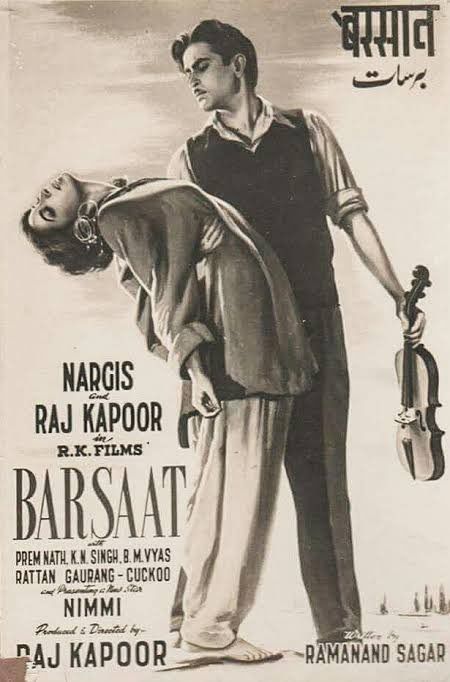 बरसात
برسات
NARGIS
and
RAJ KAPOOR
in
R.K. FILMS'
BARSAAT
with
PREM NATH, K.N. SINGH, B.M. VYAS
RATTAN GAURANG - CUCKOO
and Presenting a New Star
NIMMI
Produced & Directed by:-
RAJ KAPOOR
Written by
RAMANAND SAGAR